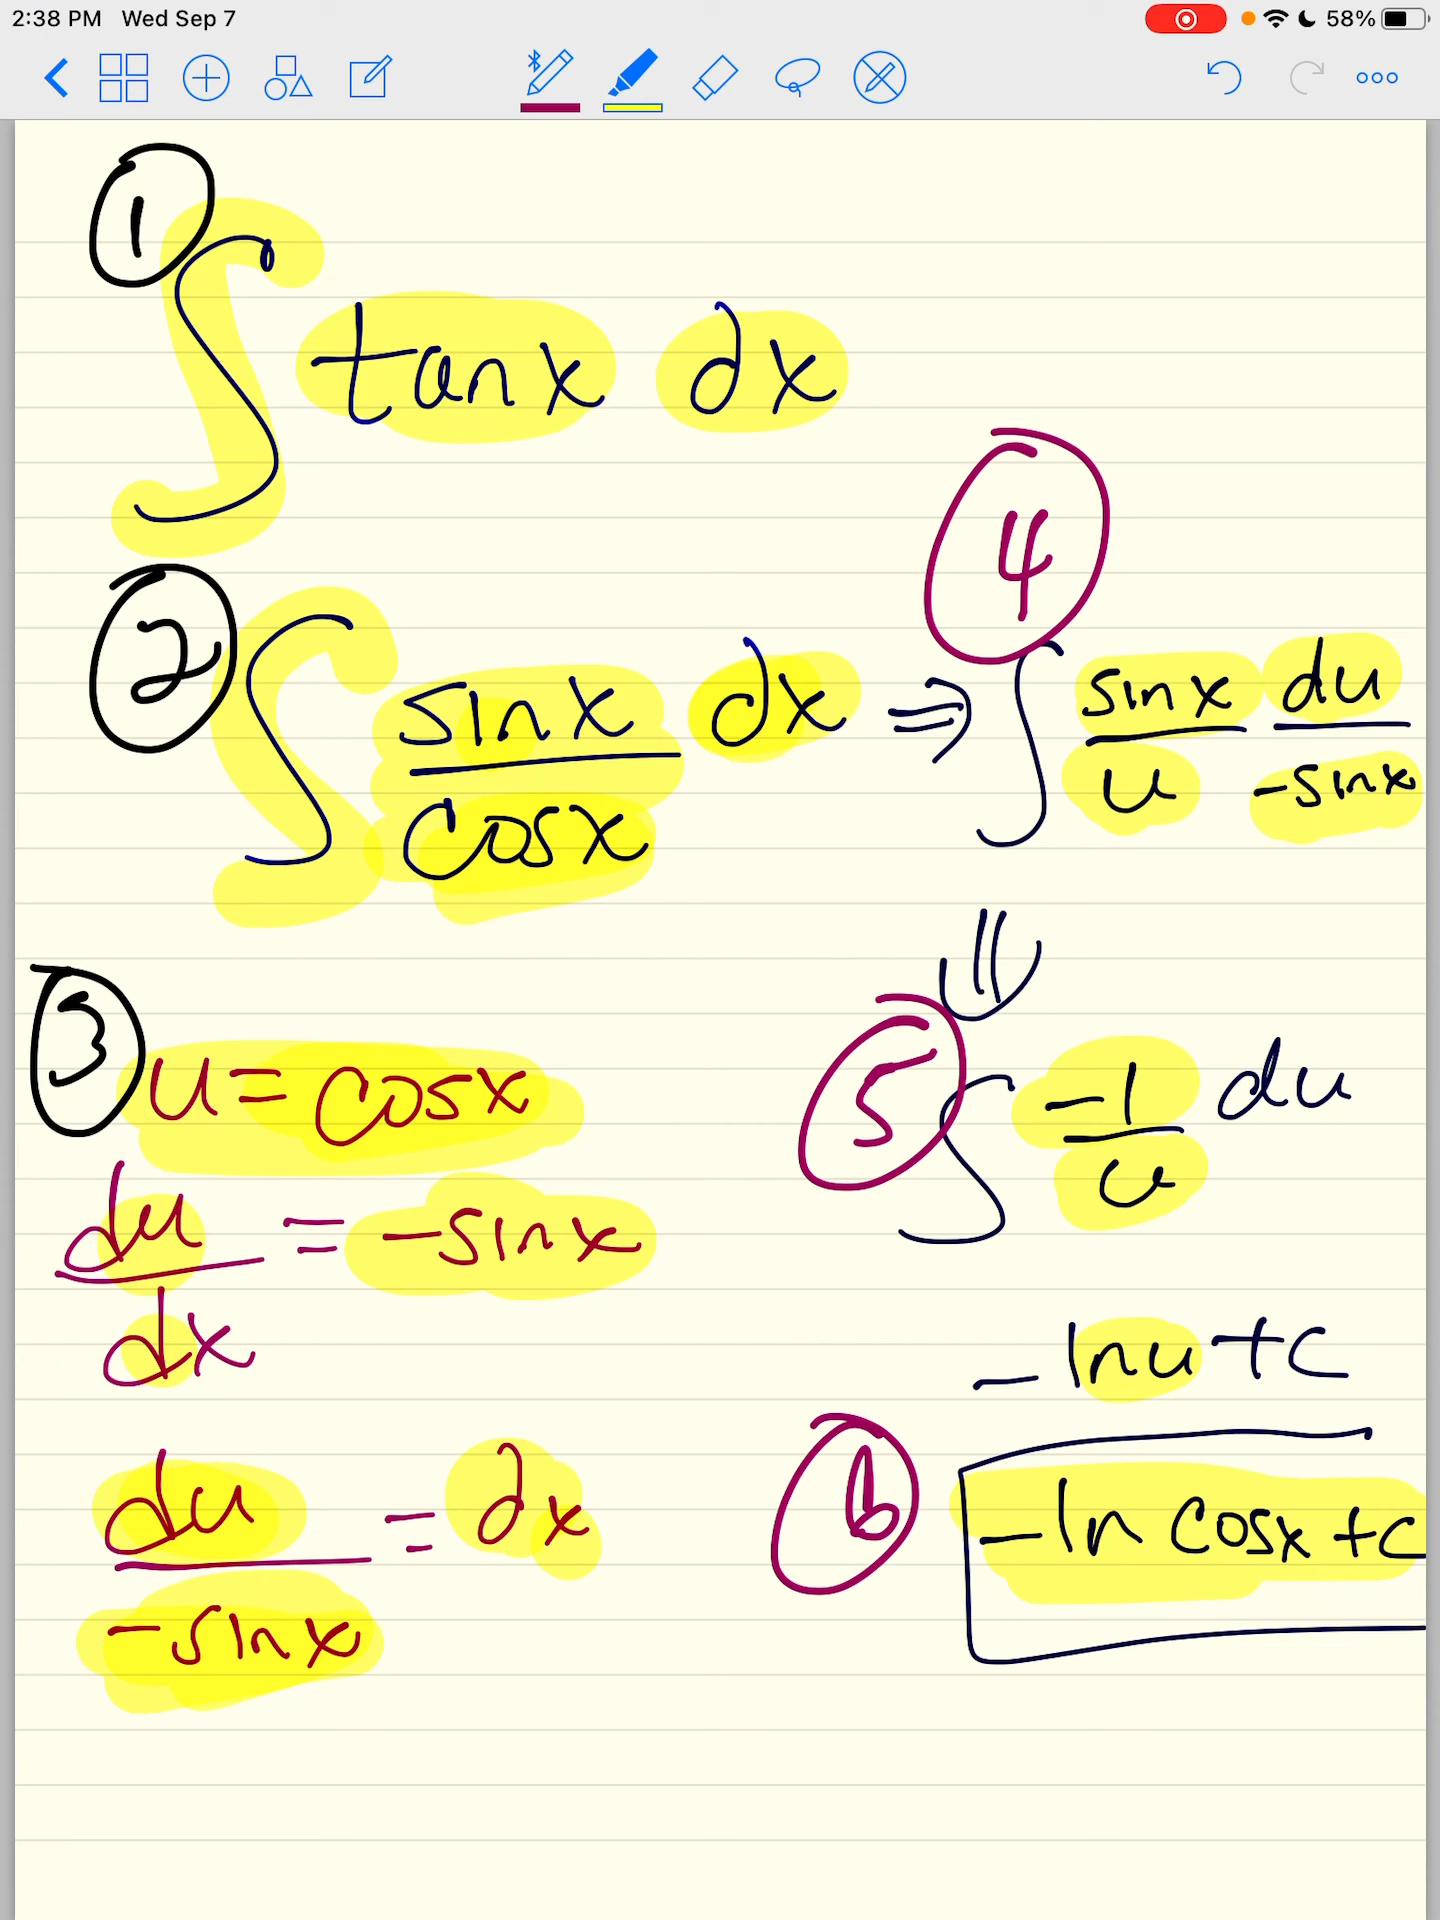 2:38 PM Wed Sep 7 58%
1
∫ tanx dx
2
∫ sinx/cosx dx ⇒
3
u = cosx
du/dx = -sinx
du/-sinx = dx
4
∫ sinx/u du/-sinx
⇓
5
∫ -1/u du
-lnu+c
6
-ln cosx +c